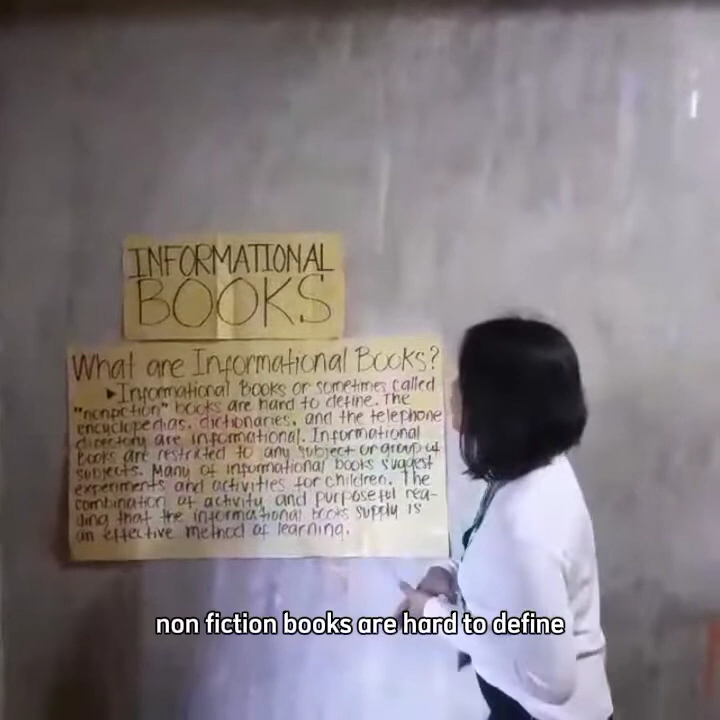 INFORMATIONAL
BOOKS
What are Informational Books?
▸Informational Books or sometimes called
"nonfiction" books are hard to define. The
encyclopedias, dictionaries, and the telephone
directory are informational. Informational
Books are restricted to any subject or group of
subjects. Many of informational books suggest
experiments and activities for children. The
combination of activity and purposeful rea-
ding that the informational books supply is
an effective method of learning.
non fiction books are hard to define